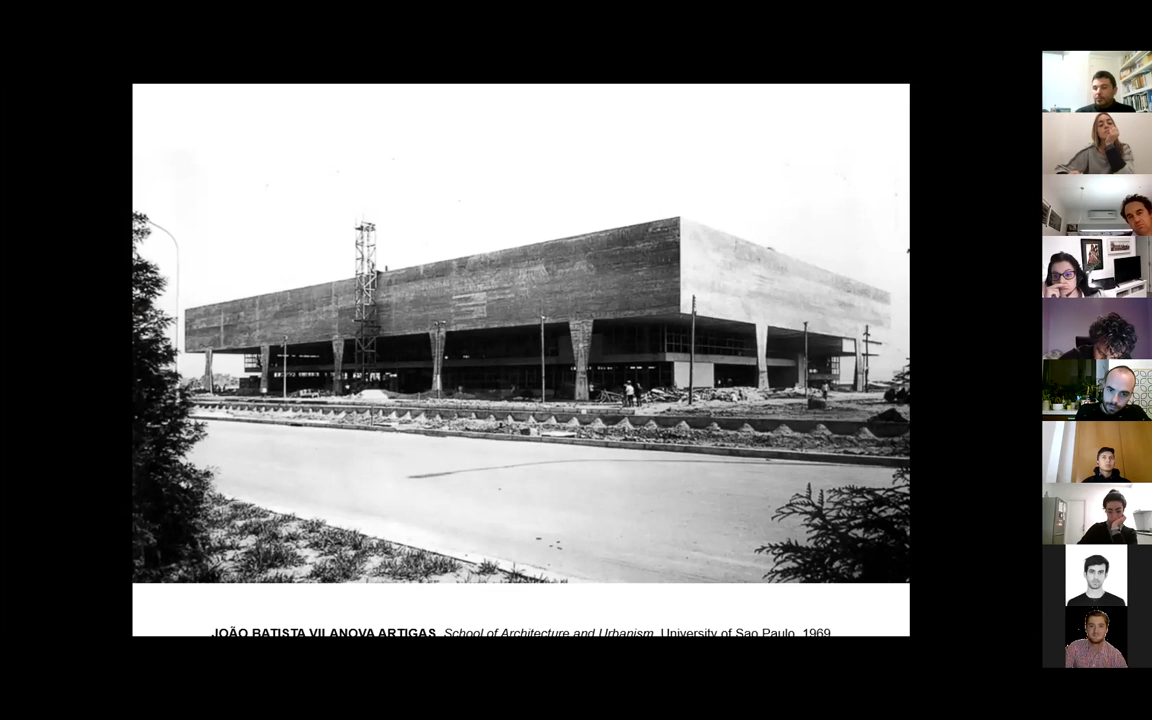 JOÃO BATISTA VILANOVA ARTIGAS, School of Architecture and Urbanism, University of Sao Paulo, 1969